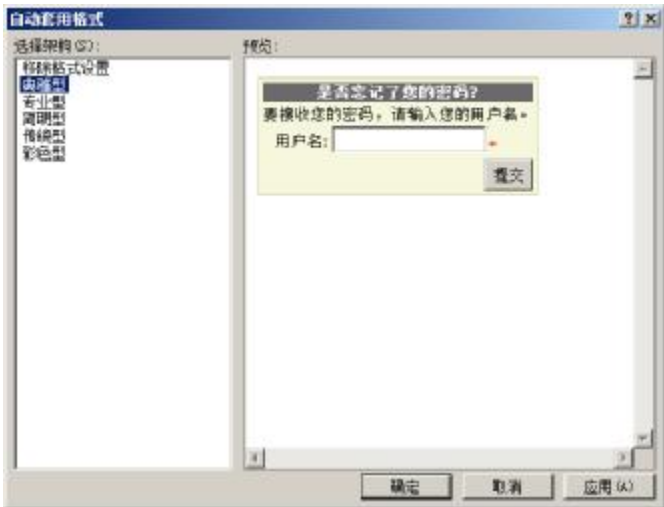 自动套用格式
选择架构(S):
移除格式设置
典雅型
专业型
简明型
传统型
彩色型
预览:
是否忘记了您的密码?
要接收您的密码，请输入您的用户名。
用户名:
*
提交
确定
取消
应用(A)